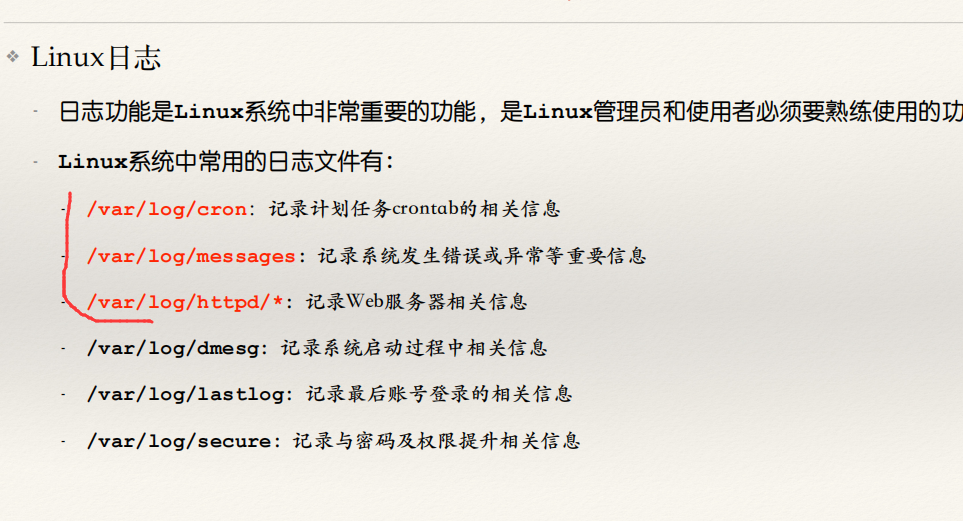 Linux日志
日志功能是Linux系统中非常重要的功能，是Linux管理员和使用者必须要熟练使用的功
Linux系统中常用的日志文件有：
/var/log/cron：记录计划任务crontab的相关信息
/var/log/messages：记录系统发生错误或异常等重要信息
/var/log/httpd/*：记录Web服务器相关信息
/var/log/dmesg：记录系统启动过程中相关信息
/var/log/lastlog：记录最后账号登录的相关信息
/var/log/secure：记录与密码及权限提升相关信息